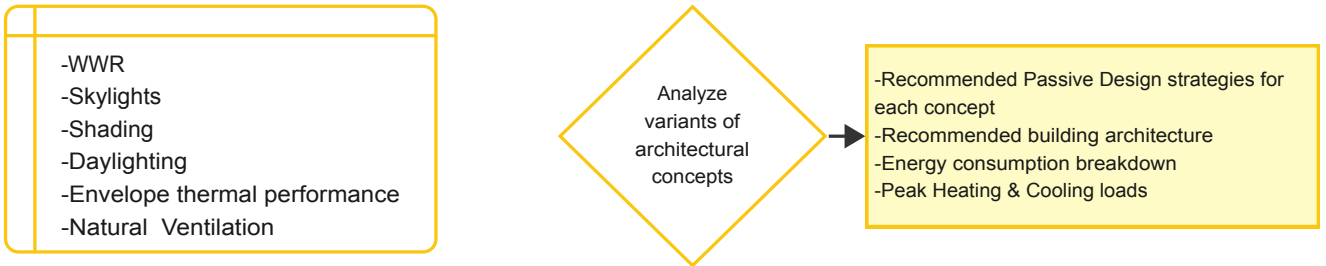 -WWR
-Skylights
-Shading
-Daylighting
-Envelope thermal performance
-Natural  Ventilation
Analyze
variants of
architectural
concepts
-Recommended Passive Design strategies for
each concept
-Recommended building architecture
-Energy consumption breakdown
-Peak Heating & Cooling loads